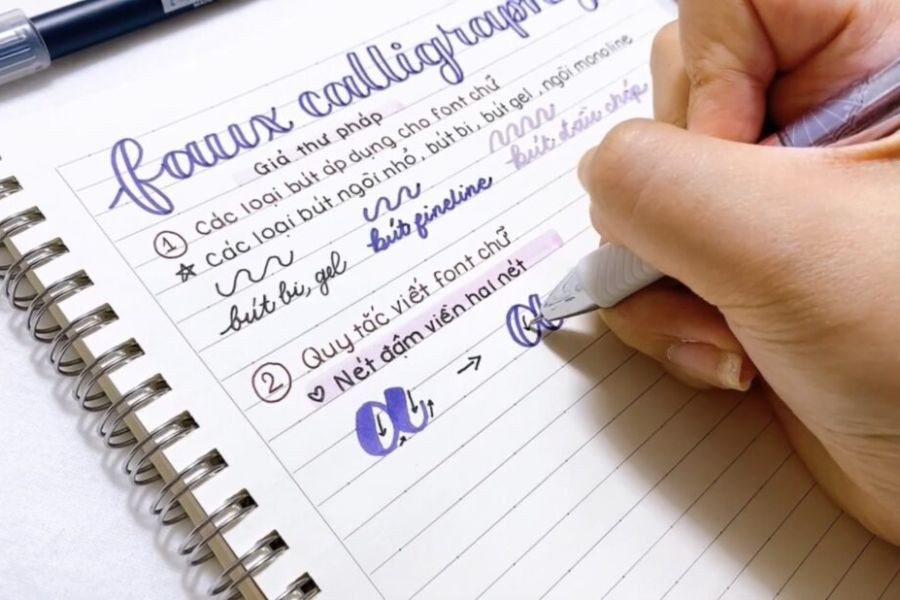 faux calligraphy
Giả thư pháp
1 Các loại bút áp dụng cho font chữ
☆ Các loại bút ngòi nhỏ, bút bi, bút gel, ngòi monoline
bút bi, gel
bút fineline
bút dấu chép
2 Quy tắc viết font chữ
♡ Nét đậm viền hai nét
a → a